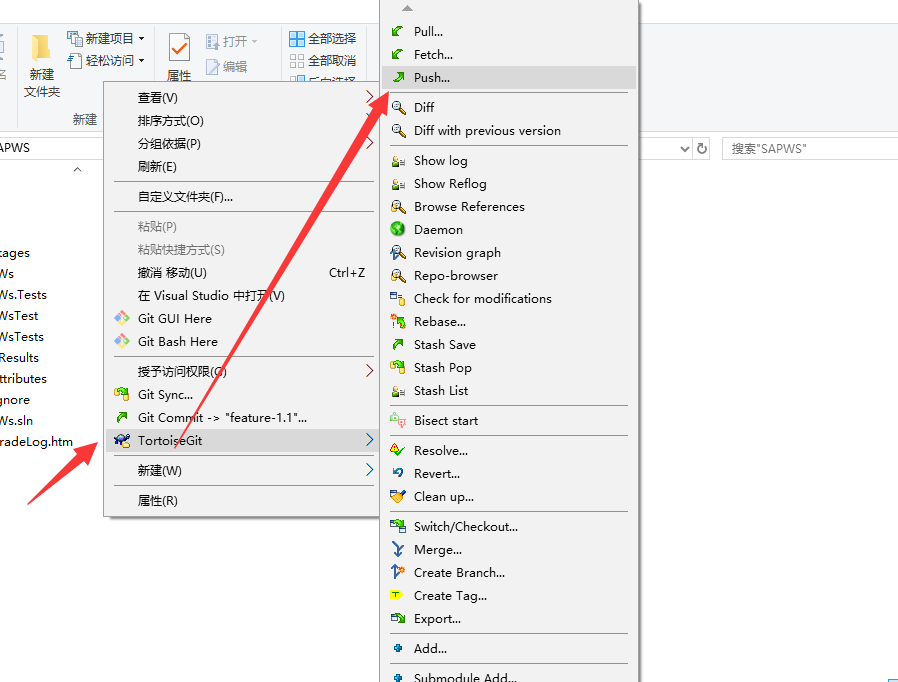 新建项目
轻松访问
新建
文件夹
新建
属性
打开
编辑
全部选择
全部取消
反向选择
APWS
搜索"SAPWS"
tages
Ws
Ws.Tests
WsTest
WsTests
Results
ttributes
gnore
Ws.sln
radeLog.htm
查看(V)
排序方式(O)
分组依据(P)
刷新(E)
自定义文件夹(F)...
粘贴(P)
粘贴快捷方式(S)
撤消 移动(U) Ctrl+Z
在 Visual Studio 中打开(V)
Git GUI Here
Git Bash Here
授予访问权限(G)
Git Sync...
Git Commit -> "feature-1.1"...
TortoiseGit
新建(W)
属性(R)
Pull...
Fetch...
Push...
Diff
Diff with previous version
Show log
Show Reflog
Browse References
Daemon
Revision graph
Repo-browser
Check for modifications
Rebase...
Stash Save
Stash Pop
Stash List
Bisect start
Resolve...
Revert...
Clean up...
Switch/Checkout...
Merge...
Create Branch...
Create Tag...
Export...
Add...
Submodule Add...